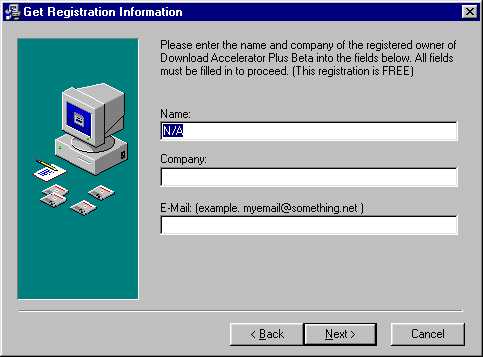 Get Registration Information
Please enter the name and company of the registered owner of
Download Accelerator Plus Beta into the fields below. All fields
must be filled in to proceed. (This registration is FREE)
Name:
N/A
Company:
E-Mail: (example. myemail@something.net )
< Back
Next >
Cancel